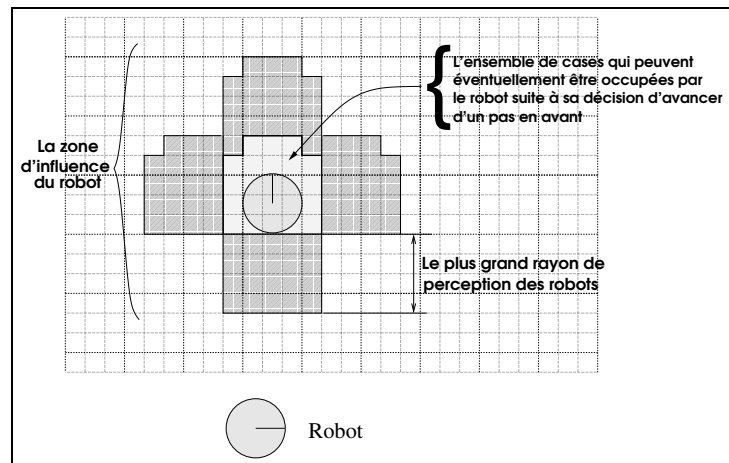 L'ensemble de cases qui peuvent
éventuellement être occupées par
le robot suite à sa décision d'avancer
d'un pas en avant
La zone
d'influence
du robot
Le plus grand rayon de
perception des robots
Robot